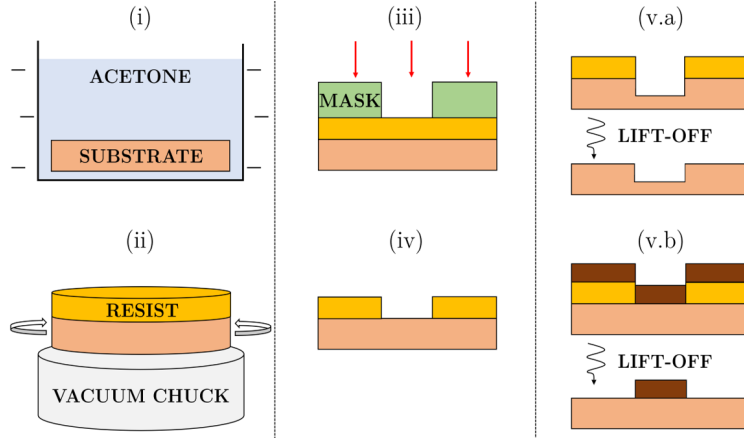 (i)
ACETONE
SUBSTRATE
(ii)
RESIST
VACUUM CHUCK
(iii)
MASK
(iv)
(v.a)
LIFT-OFF
(v.b)
LIFT-OFF